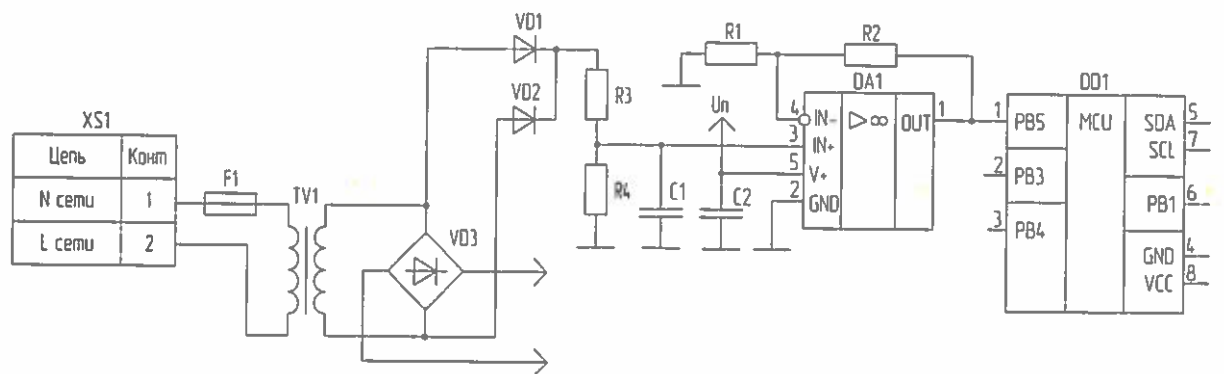 XS1
Цепь Конт
N сети 1
L сети 2
F1
TV1
VD1
VD2
VD3
R3
R4
C1
Uп
C2
R1
R2
DA1
4 IN- ▷∞ OUT 1
3 IN+
5 V+
2 GND
DD1
1 PB5 MCU SDA 5
SCL 7
2 PB3
PB1 6
3 PB4
GND 4
VCC 8